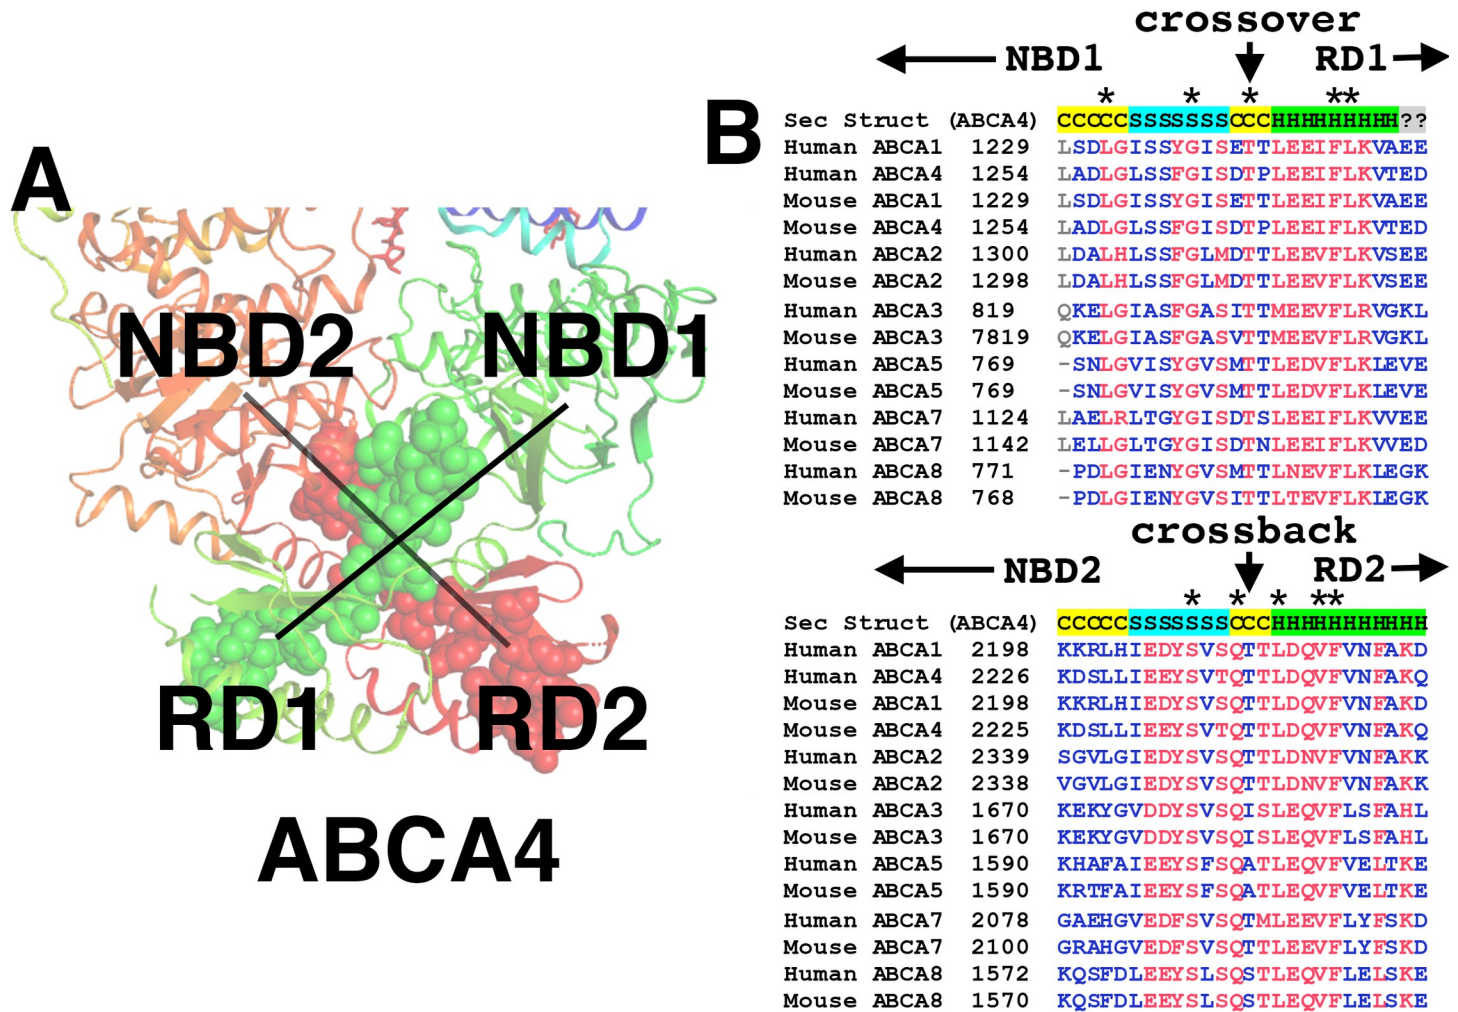 A
NBD2
NBD1
RD1
RD2
ABCA4
B
crossover
NBD1 RD1
* * * **
Sec Struct (ABCA4) CCCCCSSSSSSSCCCHHHHHHHHH??
Human ABCA1 1229 LSDLGISSYGISETTLEEIFLKVAEE
Human ABCA4 1254 LADLGLSSFGISDTPLEEIFLKVTED
Mouse ABCA1 1229 LSDLGISSYGISETTLEEIFLKVAEE
Mouse ABCA4 1254 LADLGLSSFGISDTPLEEIFLKVTED
Human ABCA2 1300 LDALHLSSFGLMDTTLEEVFLKVSEE
Mouse ABCA2 1298 LDALHLSSFGLMDTTLEEVFLKVSEE
Human ABCA3 819 QKELGIASFGASITTMEEVFLRVGKL
Mouse ABCA3 7819 QKELGIASFGASVTTMEEVFLRVGKL
Human ABCA5 769 -SNLGVISYGVSMTTLEDVFLKLEVE
Mouse ABCA5 769 -SNLGVISYGVSMTTLEDVFLKLEVE
Human ABCA7 1124 LAELRLTGYGISDTSLEEIFLKVVEE
Mouse ABCA7 1142 LELLGLTGYGISDTNLEEIFLKVVED
Human ABCA8 771 -PDLGIENYGVSMTTLNEVFLKLEGK
Mouse ABCA8 768 -PDLGIENYGVSITTLTEVFLKLEGK
crossback
NBD2 RD2
* * * **
Sec Struct (ABCA4) CCCCCSSSSSSSCCCHHHHHHHHHHH
Human ABCA1 2198 KKRLHIEDYSVSQTTLDQVFVNFAKD
Human ABCA4 2226 KDSLLIEEYSVTQTTLDQVFVNFAKQ
Mouse ABCA1 2198 KKRLHIEDYSVSQTTLDQVFVNFAKD
Mouse ABCA4 2225 KDSLLIEEYSVTQTTLDQVFVNFAKQ
Human ABCA2 2339 SGVLGIEDYSVSQTTLDNVFVNFAKK
Mouse ABCA2 2338 VGVLGIEDYSVSQTTLDNVFVNFAKK
Human ABCA3 1670 KEKYGVDDYSVSQISLEQVFLSFAHL
Mouse ABCA3 1670 KEKYGVDDYSVSQISLEQVFLSFAHL
Human ABCA5 1590 KHAFAIEEYSFSQATLEQVFVELTKE
Mouse ABCA5 1590 KRTFAIEEYSFSQATLEQVFVELTKE
Human ABCA7 2078 GAEHGVEDFSVSQTMLEEVFLYFSKD
Mouse ABCA7 2100 GRAHGVEDFSVSQTTLEEVFLYFSKD
Human ABCA8 1572 KQSFDLEEYSLSQSTLEQVFLELSKE
Mouse ABCA8 1570 KQSFDLEEYSLSQSTLEQVFLELSKE